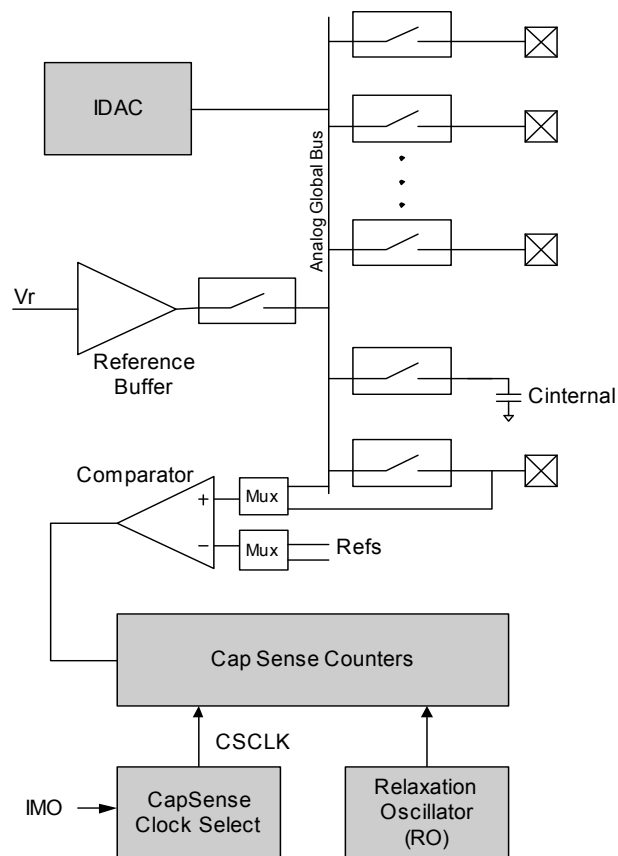 IDAC
Analog Global Bus
Vr
Reference
Buffer
Cinternal
Comparator
+
Mux
−
Mux
Refs
Cap Sense Counters
CSCLK
IMO
CapSense
Clock Select
Relaxation
Oscillator
(RO)